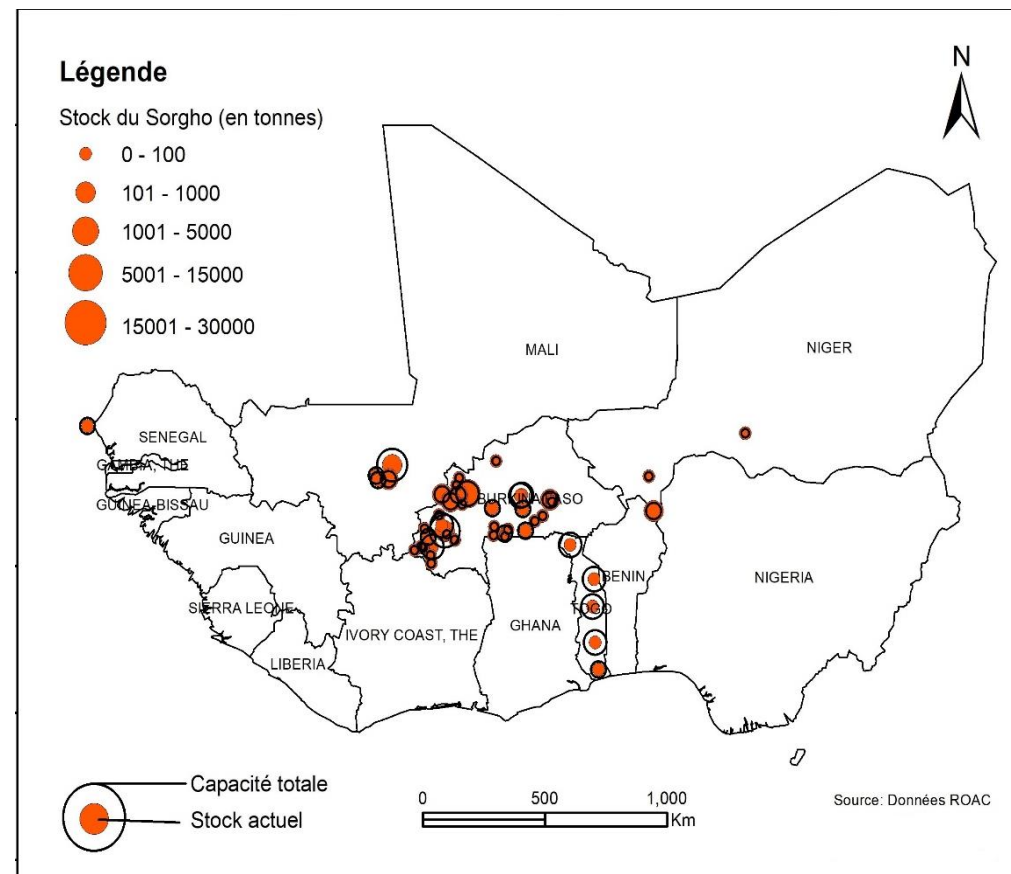 Légende
N
Stock du Sorgho (en tonnes)
0 - 100
101 - 1000
1001 - 5000
5001 - 15000
15001 - 30000
MALI
NIGER
SENEGAL
GAMBIA, THE
GUINEA-BISSAU
BURKINA FASO
GUINEA
BENIN
NIGERIA
SIERRA LEONE
TOGO
GHANA
IVORY COAST, THE
LIBERIA
Capacité totale
Stock actuel
0 500 1,000
Km
Source: Données ROAC